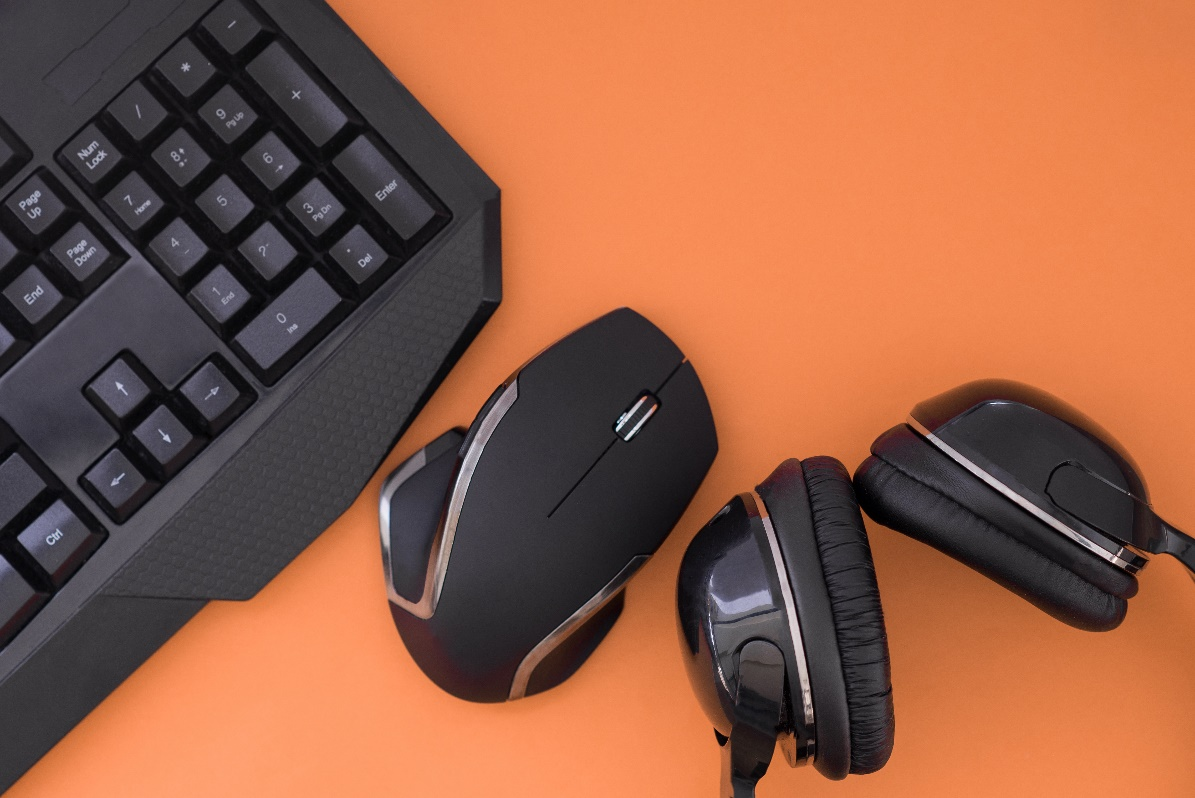 -
*
+
/
9
Pg Up
Num
Lock
8
6
Enter
7
Home
5
3
Pg Dn
Page
Up
4
2
.
Del
Page
Down
1
End
0
Ins
End
Ctrl